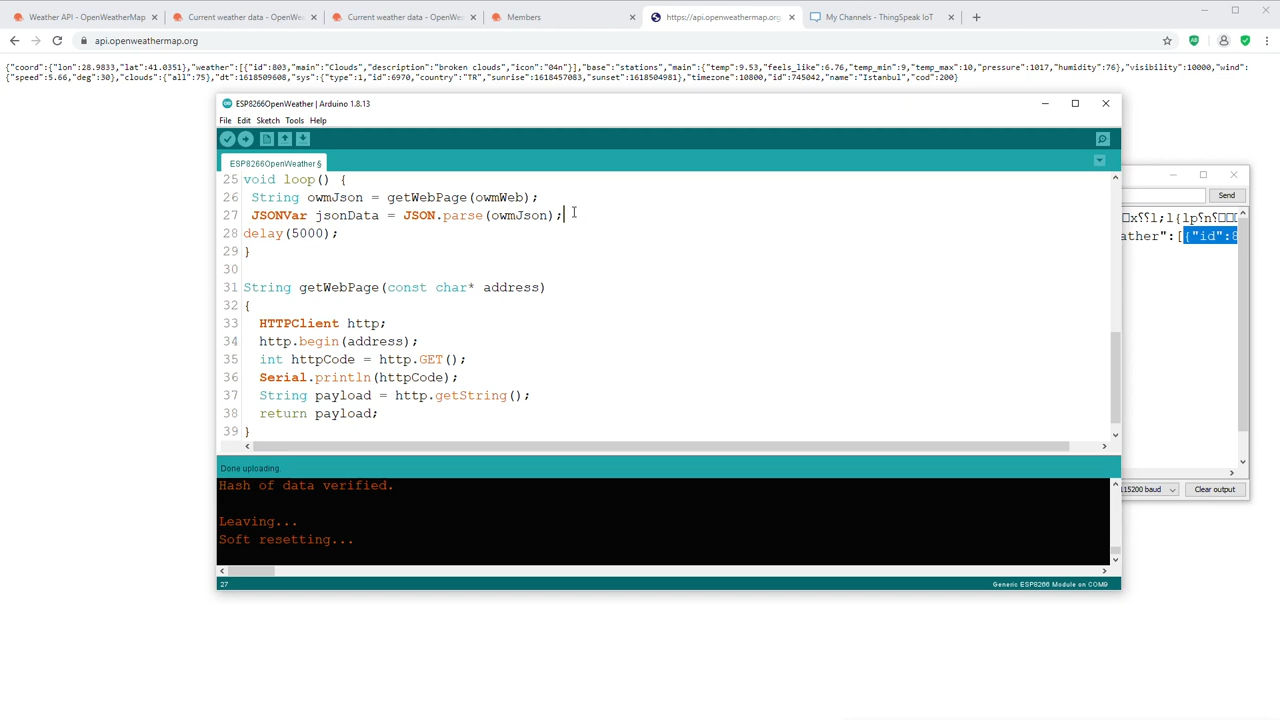 Weather API - OpenWeatherMap
Current weather data - OpenWe
Current weather data - OpenWe
Members
https://api.openweathermap.org
My Channels - ThingSpeak IoT
api.openweathermap.org
{"coord":{"lon":28.9833,"lat":41.0351},"weather":[{"id":803,"main":"Clouds","description":"broken clouds","icon":"04n"}],"base":"stations","main":{"temp":9.53,"feels_like":6.76,"temp_min":9,"temp_max":10,"pressure":1017,"humidity":76},"visibility":10000,"wind":
{"speed":5.66,"deg":30},"clouds":{"all":75},"dt":1618509608,"sys":{"type":1,"id":6970,"country":"TR","sunrise":1618457083,"sunset":1618504981},"timezone":10800,"id":745042,"name":"Istanbul","cod":200}
ESP8266OpenWeather | Arduino 1.8.13
File Edit Sketch Tools Help
ESP8266OpenWeather §
25 void loop() {
26 String owmJson = getWebPage(owmWeb);
27 JSONVar jsonData = JSON.parse(owmJson);
28 delay(5000);
29 }
30
31 String getWebPage(const char* address)
32 {
33 HTTPClient http;
34 http.begin(address);
35 int httpCode = http.GET();
36 Serial.println(httpCode);
37 String payload = http.getString();
38 return payload;
39 }
Send
ather":[{"id":8
115200 baud
Clear output
Done uploading.
Hash of data verified.
Leaving...
Soft resetting...
27
Generic ESP8266 Module on COM9